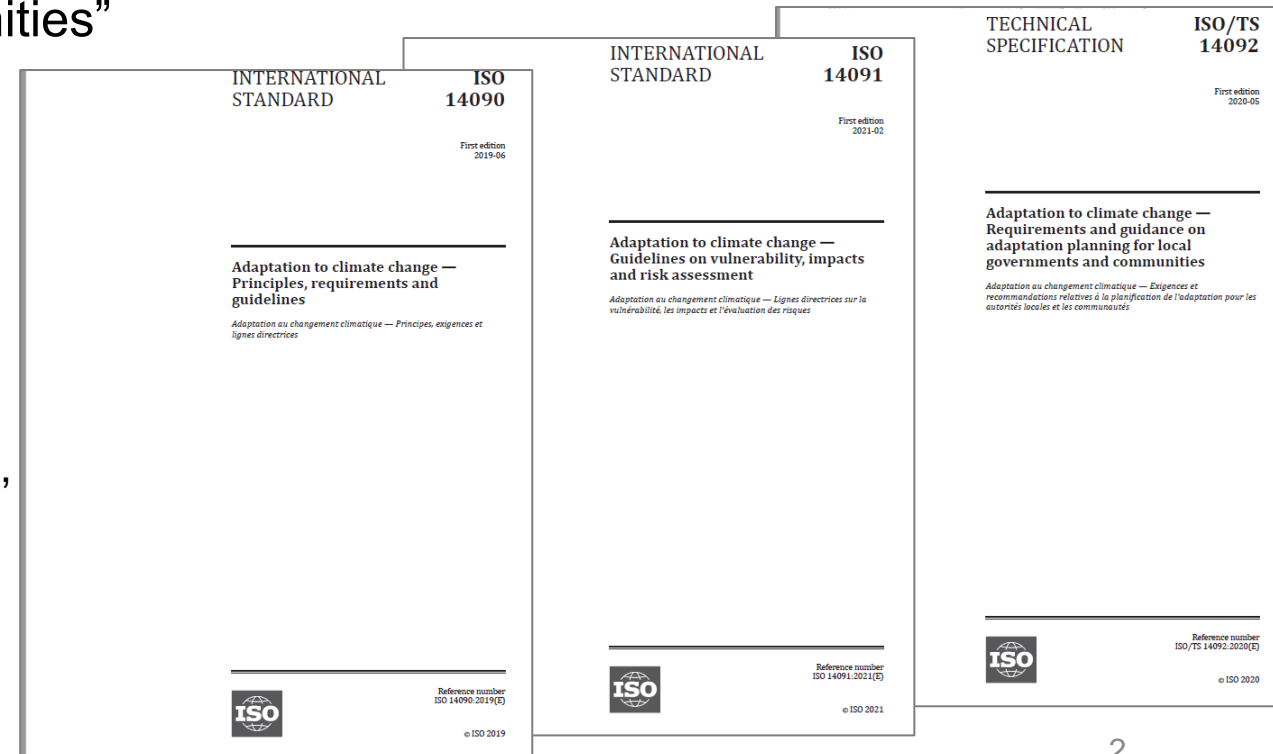 nities”
INTERNATIONAL ISO
STANDARD 14090
First edition
2019-06
Adaptation to climate change —
Principles, requirements and
guidelines
Adaptation au changement climatique — Principes, exigences et
lignes directrices
ISO
Reference number
ISO 14090:2019(E)
© ISO 2019
INTERNATIONAL ISO
STANDARD 14091
First edition
2021-02
Adaptation to climate change —
Guidelines on vulnerability, impacts
and risk assessment
Adaptation au changement climatique — Lignes directrices sur la
vulnérabilité, les impacts et l'évaluation des risques
ISO
Reference number
ISO 14091:2021(E)
© ISO 2021
TECHNICAL ISO/TS
SPECIFICATION 14092
First edition
2020-05
Adaptation to climate change —
Requirements and guidance on
adaptation planning for local
governments and communities
Adaptation au changement climatique — Exigences et
recommandations relatives à la planification de l'adaptation pour les
autorités locales et les communautés
ISO
Reference number
ISO/TS 14092:2020(E)
© ISO 2020
,
2